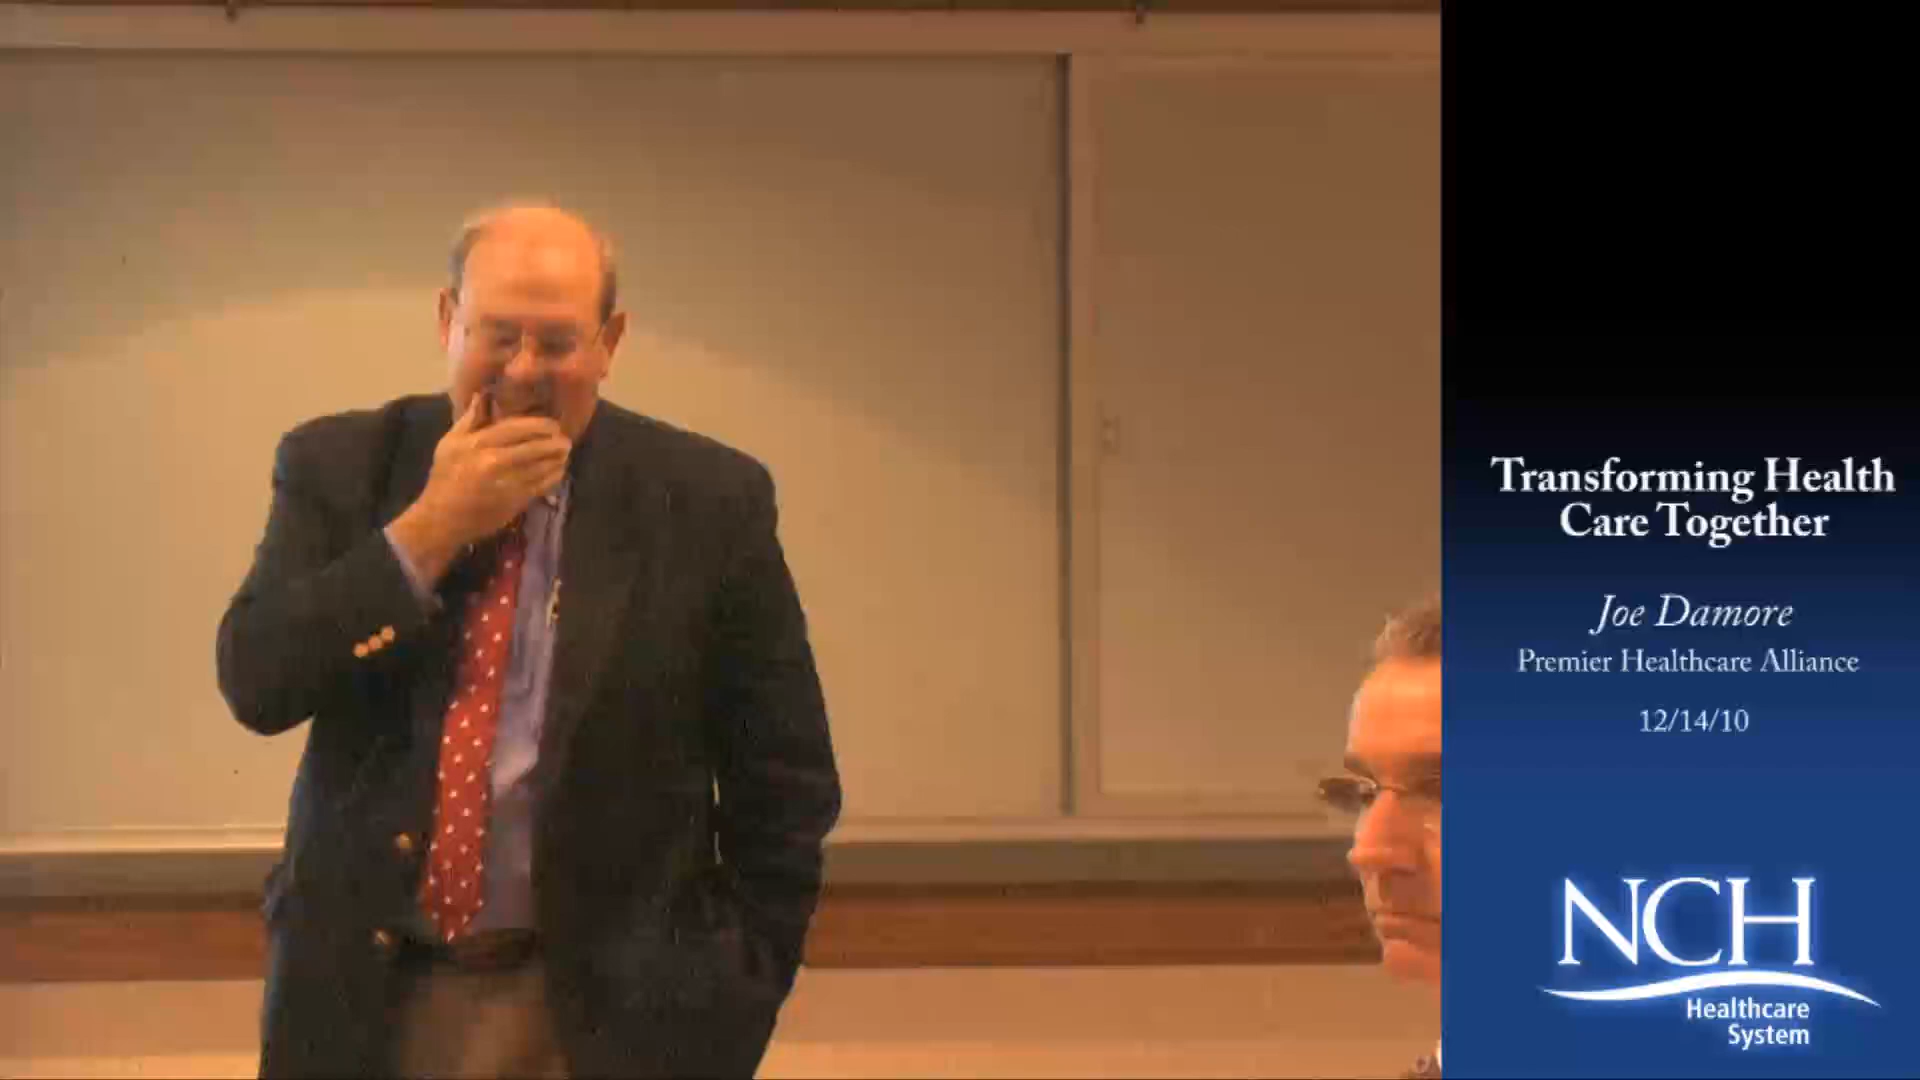 Transforming Health
Care Together
Joe Damore
Premier Healthcare Alliance
12/14/10
NCH
Healthcare
System